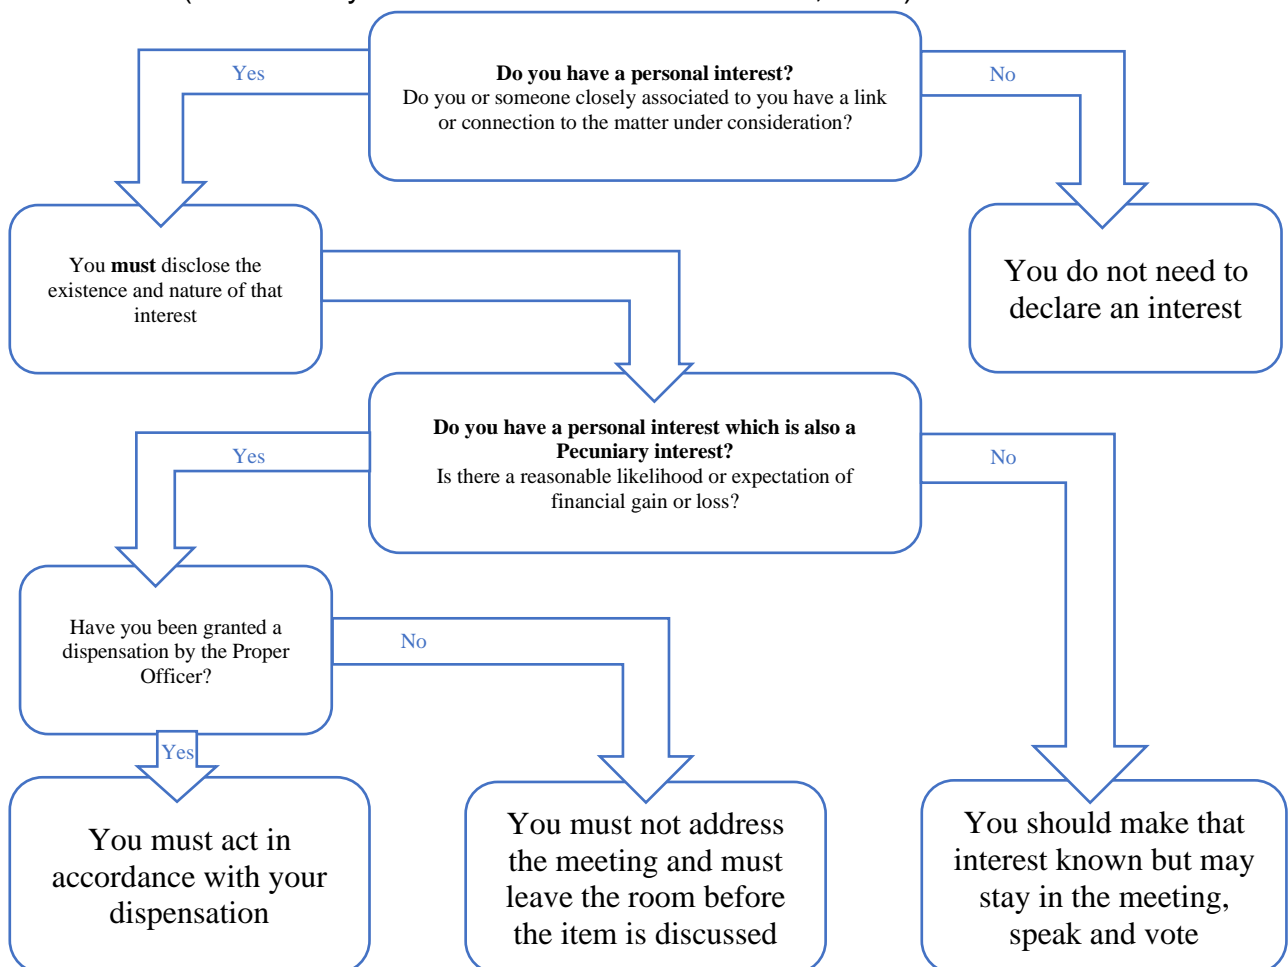 Yes
Do you have a personal interest?
Do you or someone closely associated to you have a link
or connection to the matter under consideration?
No
You must disclose the
existence and nature of that
interest
You do not need to
declare an interest
Do you have a personal interest which is also a
Pecuniary interest?
Is there a reasonable likelihood or expectation of
financial gain or loss?
Yes
No
Have you been granted a
dispensation by the Proper
Officer?
No
Yes
You must act in
accordance with your
dispensation
You must not address
the meeting and must
leave the room before
the item is discussed
You should make that
interest known but may
stay in the meeting,
speak and vote